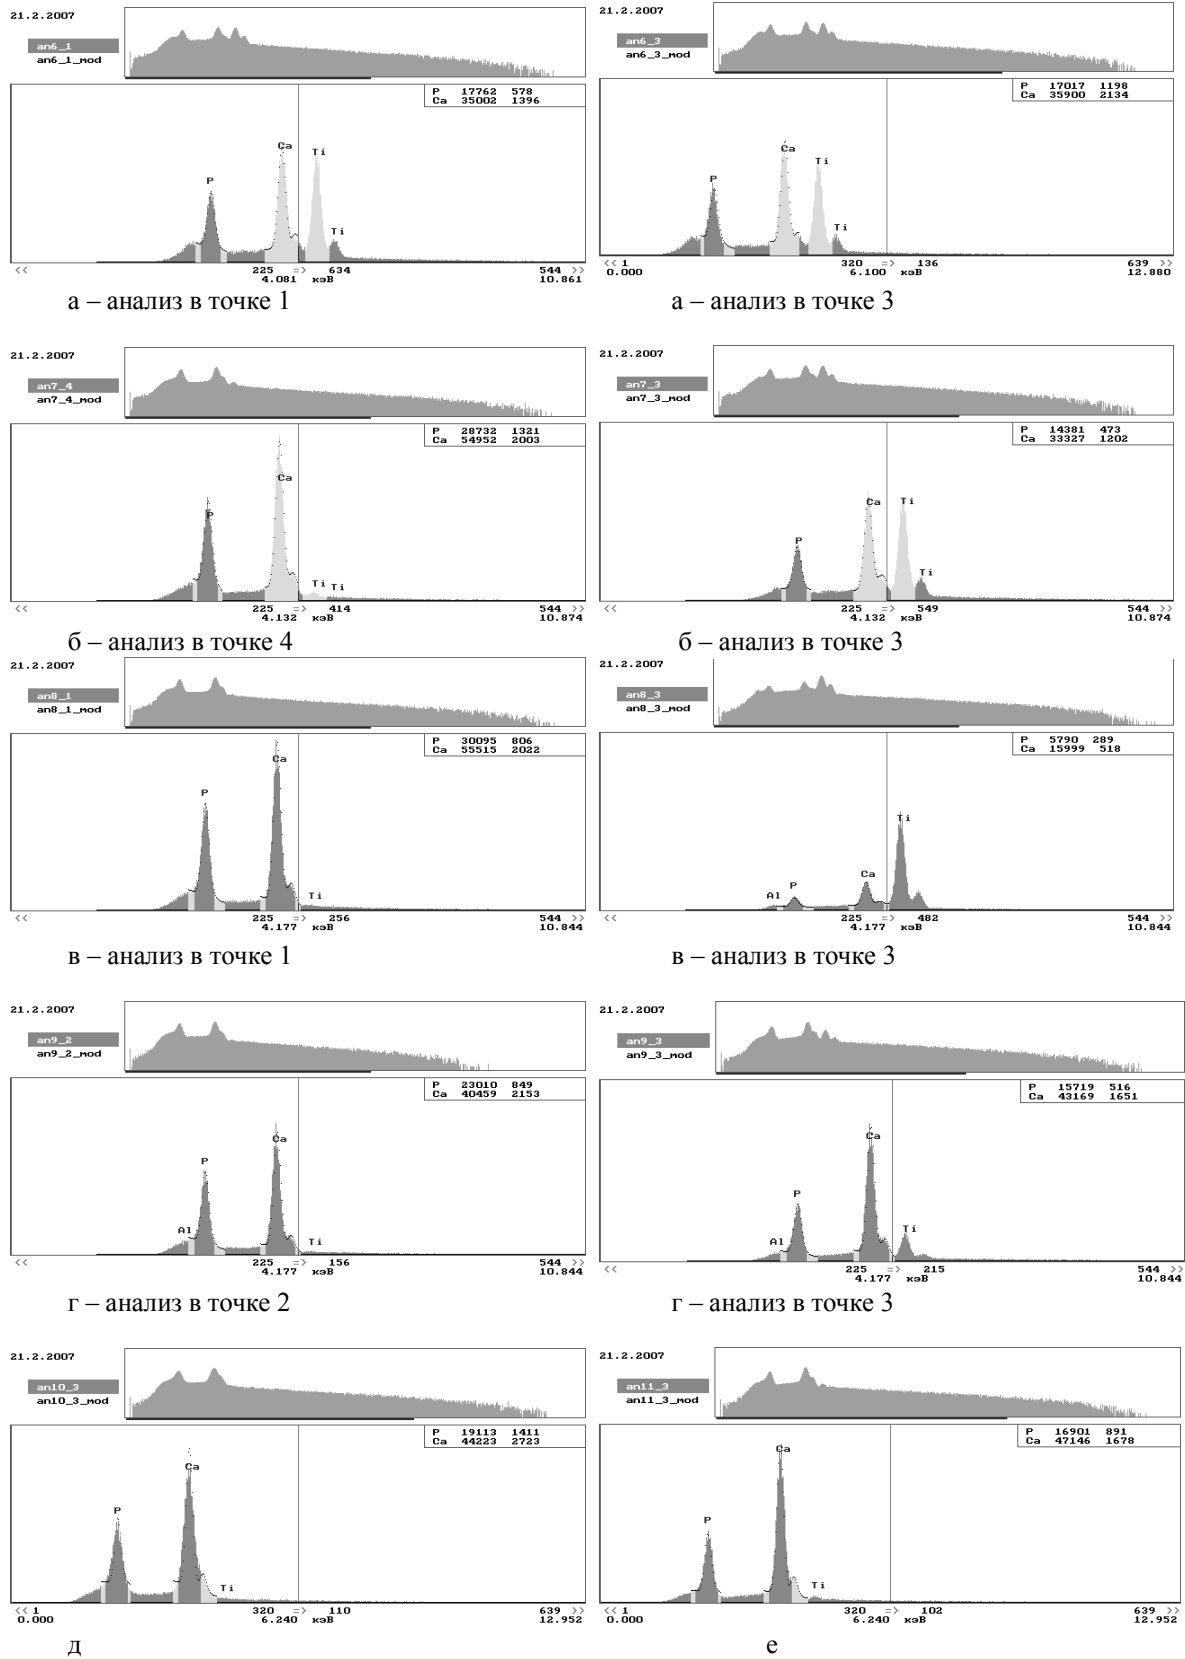 21.2.2007
an6_1
an6_1_mod
P 17762 578
Ca 35002 1396
P
Ca
Ti
Ti
<< 225 => 634 544 >>
4.081 кэВ 10.861
а – анализ в точке 1
21.2.2007
an6_3
an6_3_mod
P 17017 1198
Ca 35900 2134
P
Ca
Ti
Ti
<< 1 320 => 136 639 >>
0.000 6.100 кэВ 12.880
а – анализ в точке 3
21.2.2007
an7_4
an7_4_mod
P 28732 1321
Ca 54952 2003
P
Ca
Ti Ti
<< 225 => 414 544 >>
4.132 кэВ 10.874
б – анализ в точке 4
21.2.2007
an7_3
an7_3_mod
P 14381 473
Ca 33327 1202
P
Ca
Ti
Ti
<< 225 => 549 544 >>
4.132 кэВ 10.874
б – анализ в точке 3
21.2.2007
an8_1
an8_1_mod
P 30095 806
Ca 55515 2022
P
Ca
Ti
<< 225 => 256 544 >>
4.177 кэВ 10.844
в – анализ в точке 1
21.2.2007
an8_3
an8_3_mod
P 5790 289
Ca 15999 518
Al
P
Ca
Ti
<< 225 => 482 544 >>
4.177 кэВ 10.844
в – анализ в точке 3
21.2.2007
an9_2
an9_2_mod
P 23010 849
Ca 40459 2153
Al
P
Ca
Ti
<< 225 => 156 544 >>
4.177 кэВ 10.844
г – анализ в точке 2
21.2.2007
an9_3
an9_3_mod
P 15719 516
Ca 43169 1651
Al
P
Ca
Ti
<< 225 => 215 544 >>
4.177 кэВ 10.844
г – анализ в точке 3
21.2.2007
an10_3
an10_3_mod
P 19113 1411
Ca 44223 2723
P
Ca
Ti
<< 1 320 => 110 639 >>
0.000 6.240 кэВ 12.952
д
21.2.2007
an11_3
an11_3_mod
P 16901 891
Ca 47146 1678
P
Ca
Ti
<< 1 320 => 102 639 >>
0.000 6.240 кэВ 12.952
е